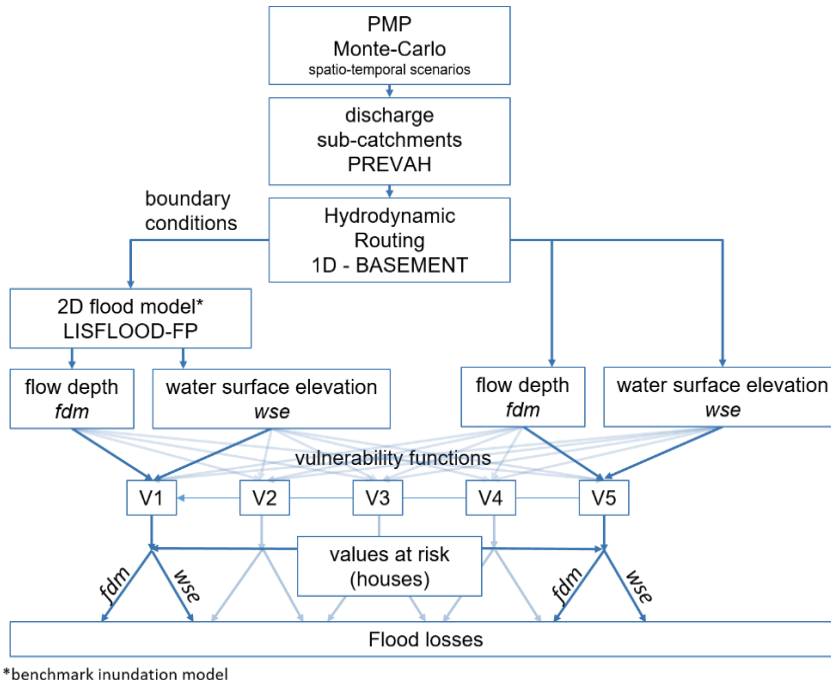 PMP
Monte-Carlo
spatio-temporal scenarios
discharge
sub-catchments
PREVAH
boundary
conditions
Hydrodynamic
Routing
1D - BASEMENT
2D flood model*
LISFLOOD-FP
flow depth
fdm
water surface elevation
wse
flow depth
fdm
water surface elevation
wse
vulnerability functions
V1
V2
V3
V4
V5
values at risk
(houses)
fdm
wse
fdm
wse
Flood losses
*benchmark inundation model